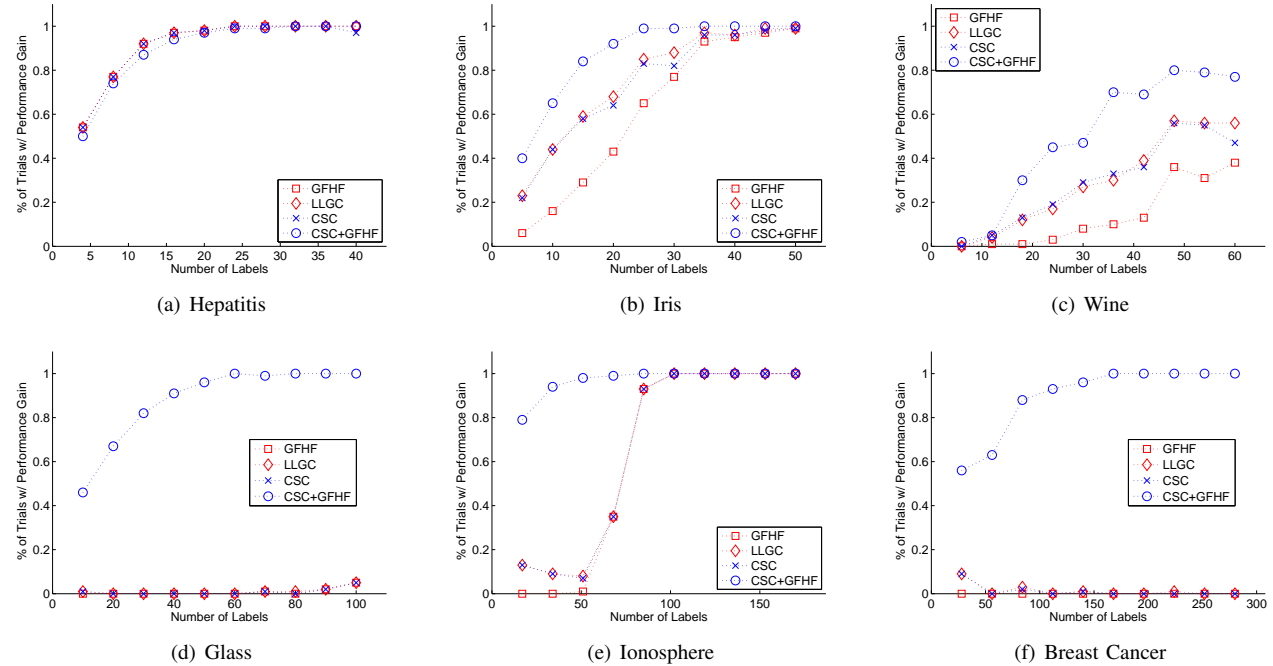 % of Trials w/ Performance Gain
1
0.8
0.6
0.4
0.2
0
0 5 10 15 20 25 30 35 40
Number of Labels
GFHF
LLGC
CSC
CSC+GFHF
(a) Hepatitis
% of Trials w/ Performance Gain
1
0.8
0.6
0.4
0.2
0
0 10 20 30 40 50
Number of Labels
GFHF
LLGC
CSC
CSC+GFHF
(b) Iris
% of Trials w/ Performance Gain
1
0.8
0.6
0.4
0.2
0
0 10 20 30 40 50 60
Number of Labels
GFHF
LLGC
CSC
CSC+GFHF
(c) Wine
% of Trials w/ Performance Gain
1
0.8
0.6
0.4
0.2
0
0 20 40 60 80 100
Number of Labels
GFHF
LLGC
CSC
CSC+GFHF
(d) Glass
% of Trials w/ Performance Gain
1
0.8
0.6
0.4
0.2
0
0 50 100 150
Number of Labels
GFHF
LLGC
CSC
CSC+GFHF
(e) Ionosphere
% of Trials w/ Performance Gain
1
0.8
0.6
0.4
0.2
0
0 50 100 150 200 250 300
Number of Labels
GFHF
LLGC
CSC
CSC+GFHF
(f) Breast Cancer